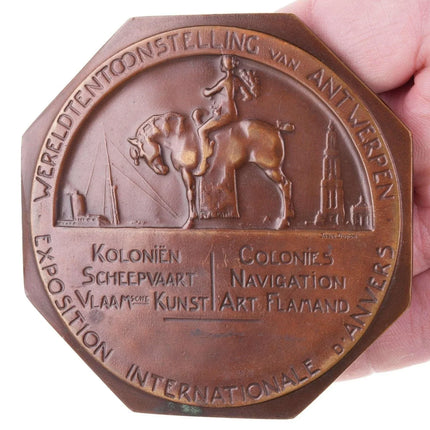 WERELDTENTOONSTELLING VAN ANTWERPEN
KOLONIËN
SCHEEPVAART
VLAAMSCHE KUNST
COLONIES
NAVIGATION
ART FLAMAND
EXPOSITION INTERNATIONALE D'ANVERS